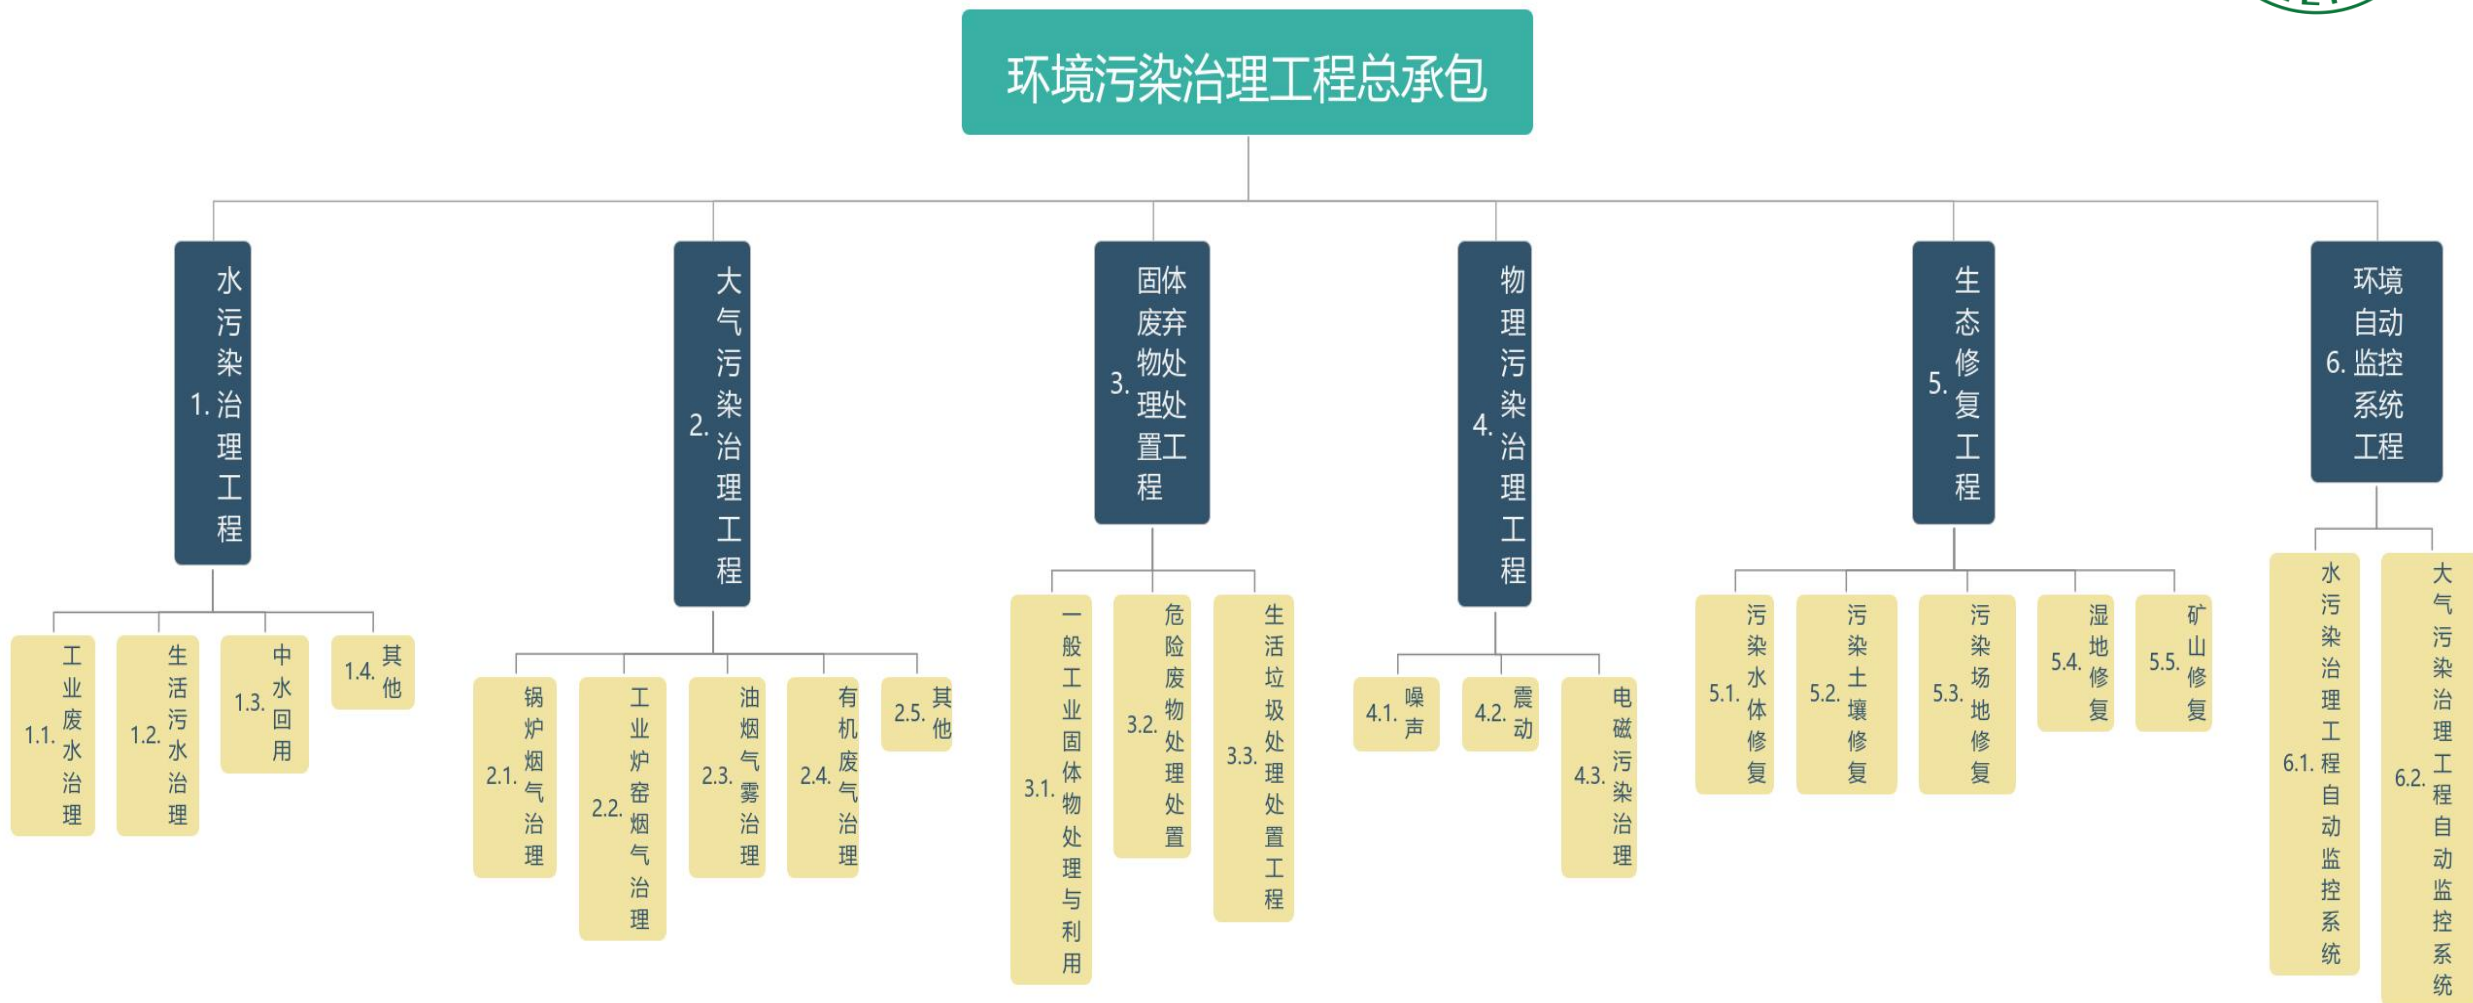 环境污染治理工程总承包
1. 水污染治理工程
1.1. 工业废水治理
1.2. 生活污水治理
1.3. 中水回用
1.4. 其他
2. 大气污染治理工程
2.1. 锅炉烟气治理
2.2. 工业炉窑烟气治理
2.3. 油烟气雾治理
2.4. 有机废气治理
2.5. 其他
3. 固体废弃物处处理处置工程
3.1. 一般工业固体物处理与利用
3.2. 危险废物处理处置
3.3. 生活垃圾处理处置工程
4. 物理污染治理工程
4.1. 噪声
4.2. 震动
4.3. 电磁污染治理
5. 生态修复工程
5.1. 污染水体修复
5.2. 污染土壤修复
5.3. 污染场地修复
5.4. 湿地修复
5.5. 矿山修复
6. 环境自动监控系统工程
6.1. 水污染治理工程自动监控系统
6.2. 大气污染治理工程自动监控系统